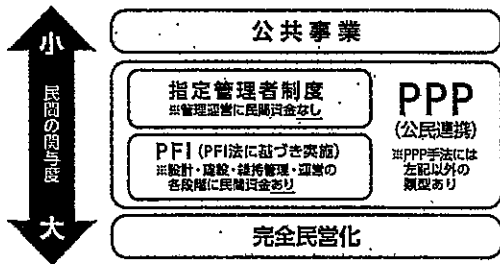 小
民間の関与度
大
公共事業
指定管理者制度
※管理運営に民間資金なし
PFI (PFI法に基づき実施)
※設計・建設・維持管理・運営の
各段階に民間資金あり
PPP
(公民連携)
※PPP手法には
左記以外の
類型あり
完全民営化